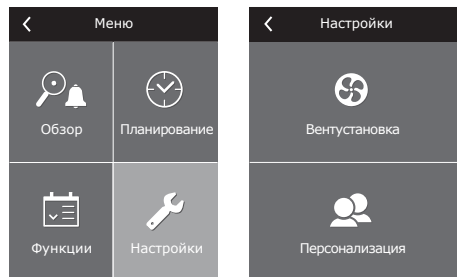 Меню
Обзор
Планирование
Функции
Настройки
Настройки
Вентустановка
Персонализация